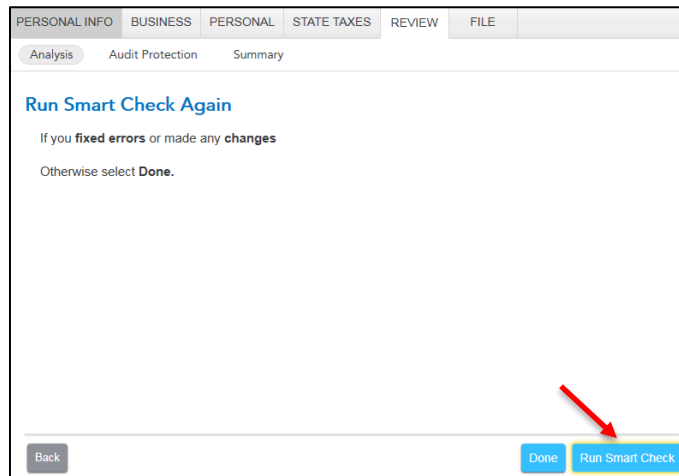 PERSONAL INFO BUSINESS PERSONAL STATE TAXES REVIEW FILE
Analysis Audit Protection Summary
Run Smart Check Again
If you fixed errors or made any changes
Otherwise select Done.
Back Done Run Smart Check